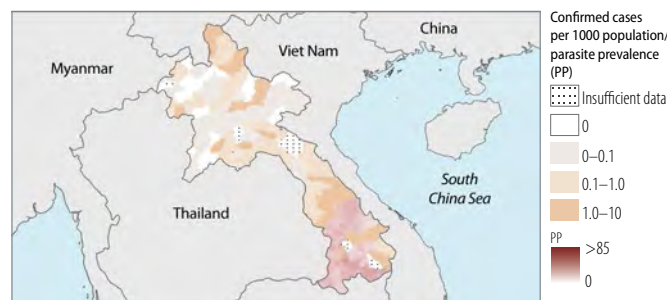 China
Viet Nam
Myanmar
South
China Sea
Thailand
Confirmed cases
per 1000 population/
parasite prevalence
(PP)
Insufficient data
0
0–0.1
0.1–1.0
1.0–10
PP
>85
0